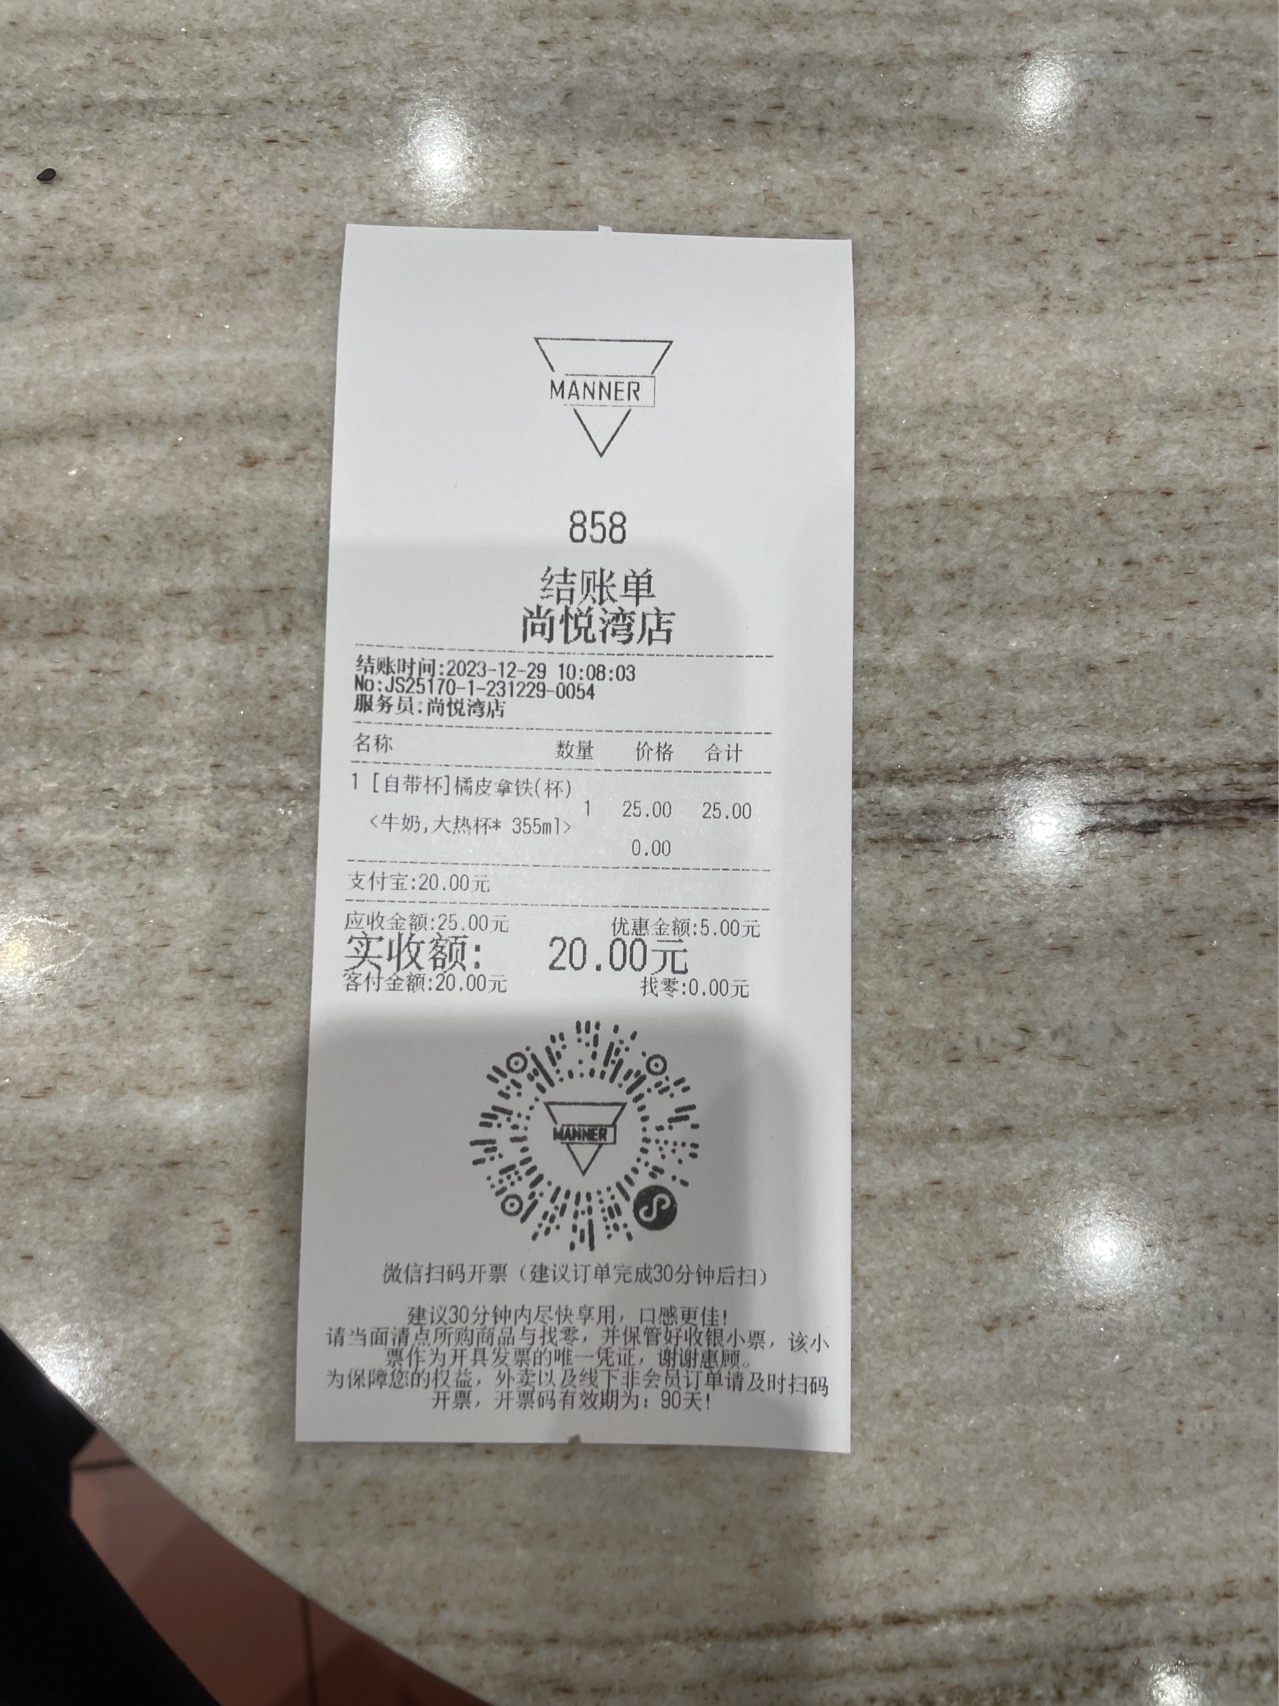 MANNER
858
结账单
尚悦湾店
结账时间:2023-12-29 10:08:03
No:JS25170-1-231229-0054
服务员:尚悦湾店
名称 数量 价格 合计
1 [自带杯]橘皮拿铁(杯)
1 25.00 25.00
<牛奶,大热杯* 355ml>
0.00
支付宝:20.00元
应收金额:25.00元 优惠金额:5.00元
实收额: 20.00元
客付金额:20.00元 找零:0.00元
MANNER
微信扫码开票（建议订单完成30分钟后扫）
建议30分钟内尽快享用，口感更佳!
请当面清点所购商品与找零，并保管好收银小票，该小
票作为开具发票的唯一凭证，谢谢惠顾。
为保障您的权益，外卖以及线下非会员订单请及时扫码
开票，开票码有效期为：90天!